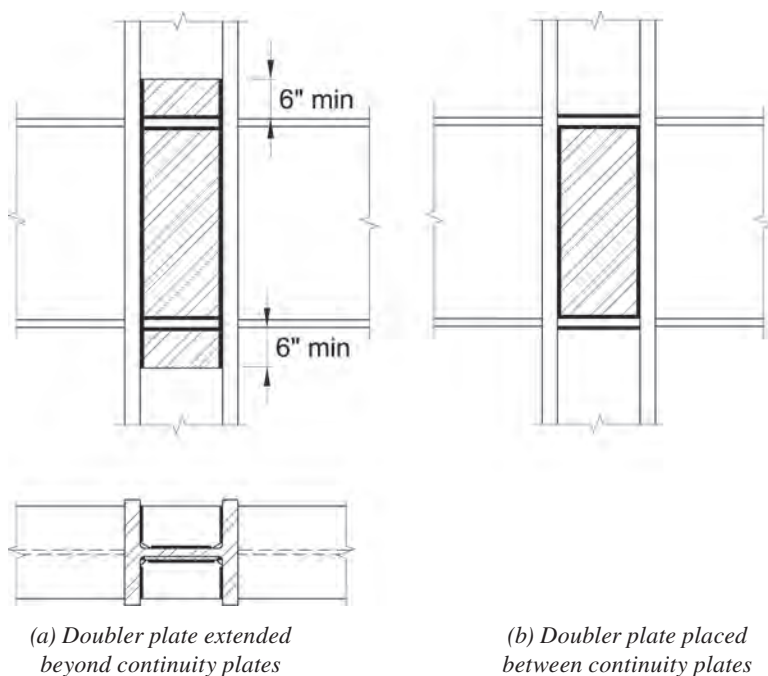 6" min
6" min
(a) Doubler plate extended
beyond continuity plates
(b) Doubler plate placed
between continuity plates